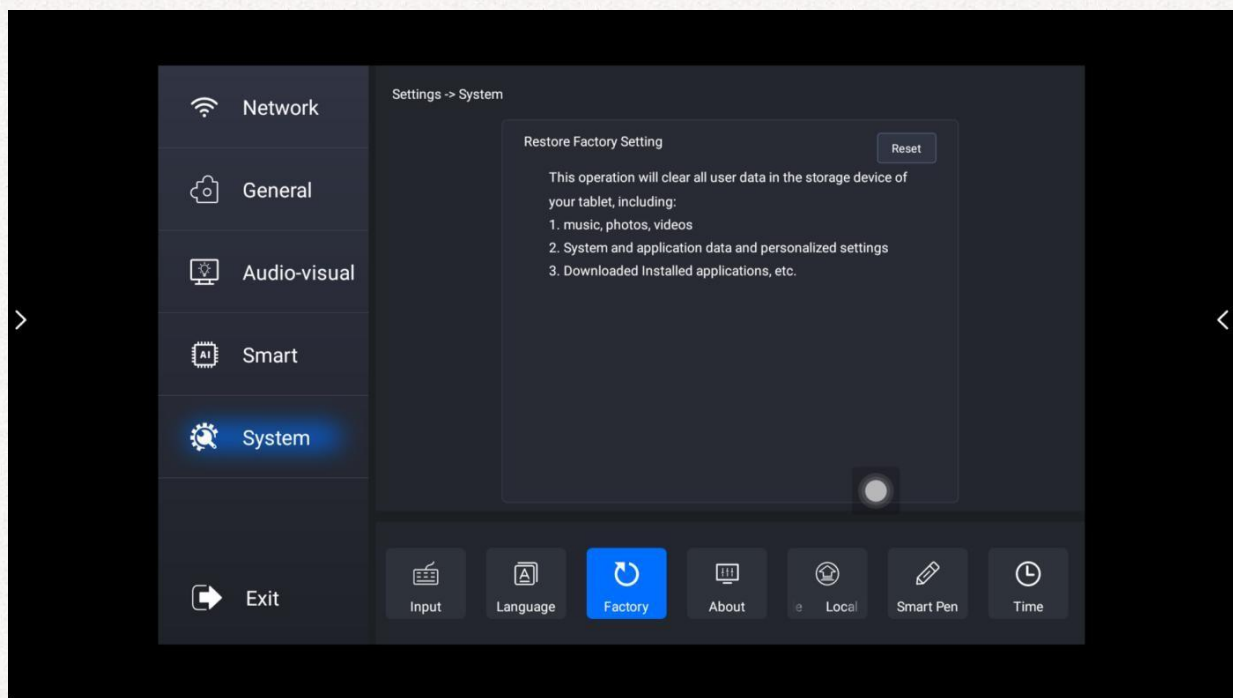 Network
General
Audio-visual
AI
Smart
System
Exit
Settings -> System
Restore Factory Setting
Reset
This operation will clear all user data in the storage device of
your tablet, including:
1. music, photos, videos
2. System and application data and personalized settings
3. Downloaded Installed applications, etc.
Input
A
Language
Factory
About
e Local
Smart Pen
Time